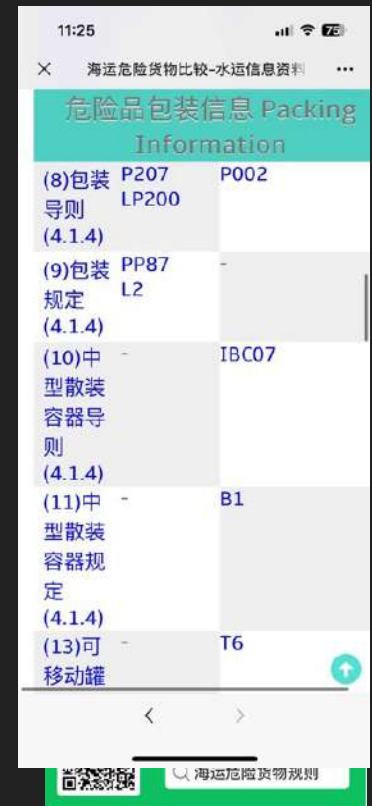 11:25
75
海运危险货物比较-水运信息资料
危险品包装信息 Packing
Information
(8)包装 P207 P002
导则 LP200
(4.1.4)
(9)包装 PP87 -
规定 L2
(4.1.4)
(10)中 - IBC07
型散装
容器导
则
(4.1.4)
(11)中 - B1
型散装
容器规
定
(4.1.4)
(13)可 - T6
移动罐
海运危险货物规则